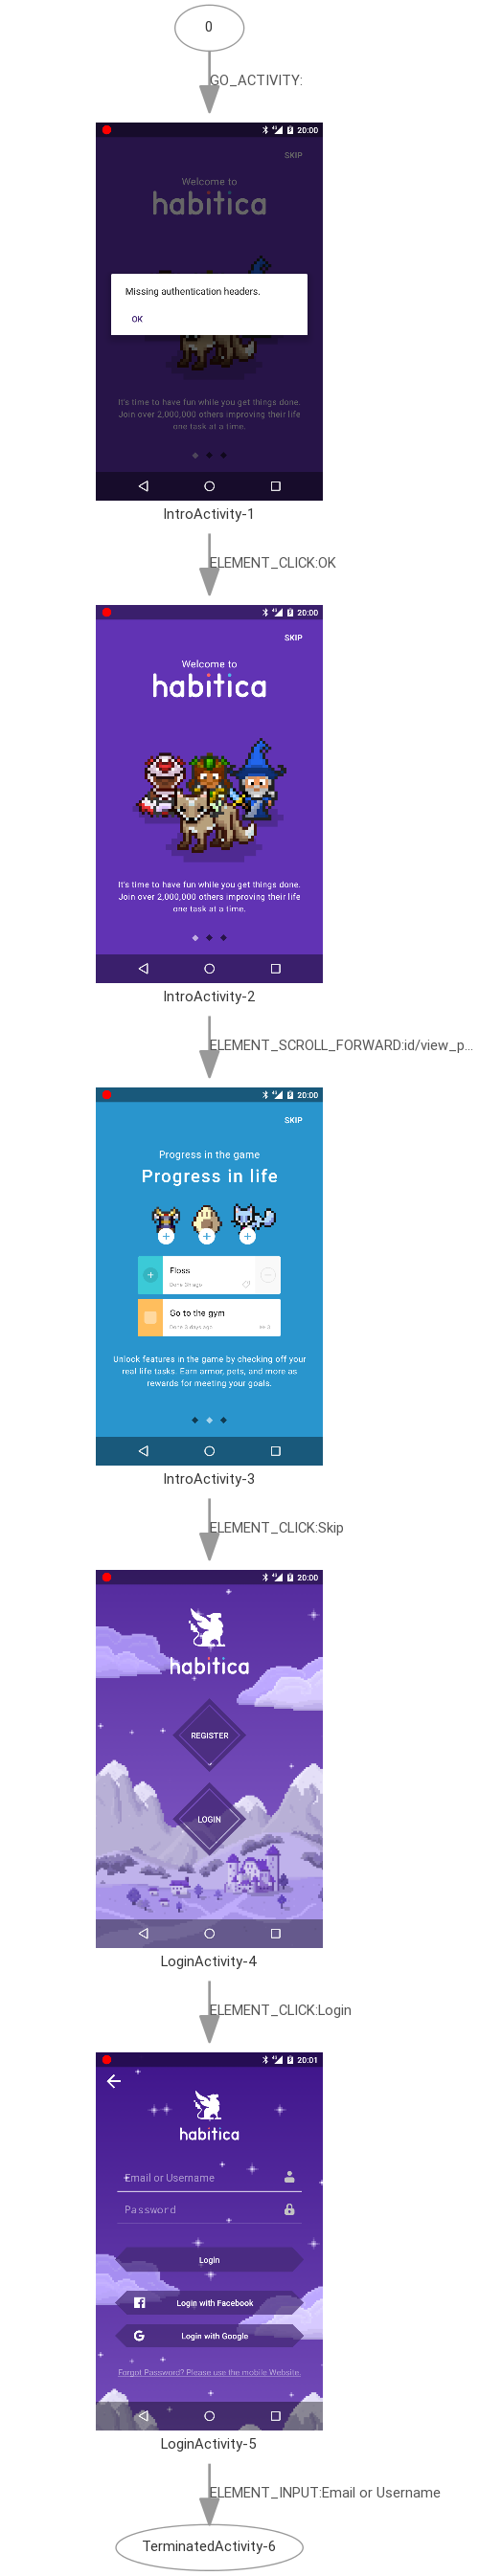 0
GO_ACTIVITY:
20:00
SKIP
Welcome to
habitica
Missing authentication headers.
OK
It's time to have fun while you get things done.
Join over 2,000,000 others improving their life
one task at a time.
IntroActivity-1
ELEMENT_CLICK:OK
20:00
SKIP
Welcome to
habitica
It's time to have fun while you get things done.
Join over 2,000,000 others improving their life
one task at a time.
IntroActivity-2
ELEMENT_SCROLL_FORWARD:id/view_p...
20:00
SKIP
Progress in the game
Progress in life
Floss
Go to the gym
Unlock features in the game by checking off your
real life tasks. Earn armor, pets, and more as
rewards for meeting your goals.
IntroActivity-3
ELEMENT_CLICK:Skip
20:00
habitica
REGISTER
LOGIN
LoginActivity-4
ELEMENT_CLICK:Login
20:01
habitica
Email or Username
Password
Login
Login with Facebook
Login with Google
Forgot Password? Please use the mobile Website.
LoginActivity-5
ELEMENT_INPUT:Email or Username
TerminatedActivity-6